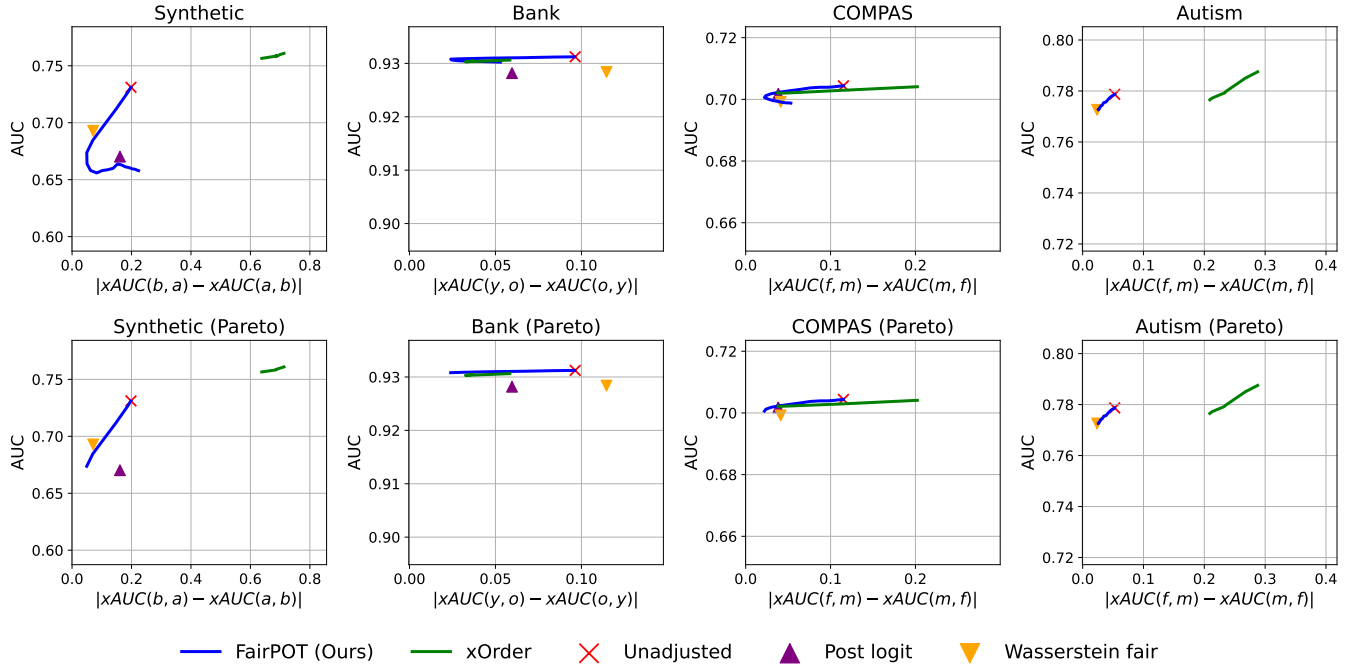 Synthetic
Bank
COMPAS
Autism
AUC
0.75
0.70
0.65
0.60
0.0 0.2 0.4 0.6 0.8
|xAUC(b, a) − xAUC(a, b)|
AUC
0.93
0.92
0.91
0.90
0.00 0.05 0.10
|xAUC(y, o) − xAUC(o, y)|
AUC
0.72
0.70
0.68
0.66
0.0 0.1 0.2
|xAUC(f, m) − xAUC(m, f)|
AUC
0.80
0.78
0.76
0.74
0.72
0.0 0.1 0.2 0.3 0.4
|xAUC(f, m) − xAUC(m, f)|
Synthetic (Pareto)
Bank (Pareto)
COMPAS (Pareto)
Autism (Pareto)
AUC
0.75
0.70
0.65
0.60
0.0 0.2 0.4 0.6 0.8
|xAUC(b, a) − xAUC(a, b)|
AUC
0.93
0.92
0.91
0.90
0.00 0.05 0.10
|xAUC(y, o) − xAUC(o, y)|
AUC
0.72
0.70
0.68
0.66
0.0 0.1 0.2
|xAUC(f, m) − xAUC(m, f)|
AUC
0.80
0.78
0.76
0.74
0.72
0.0 0.1 0.2 0.3 0.4
|xAUC(f, m) − xAUC(m, f)|
FairPOT (Ours) xOrder Unadjusted Post logit Wasserstein fair